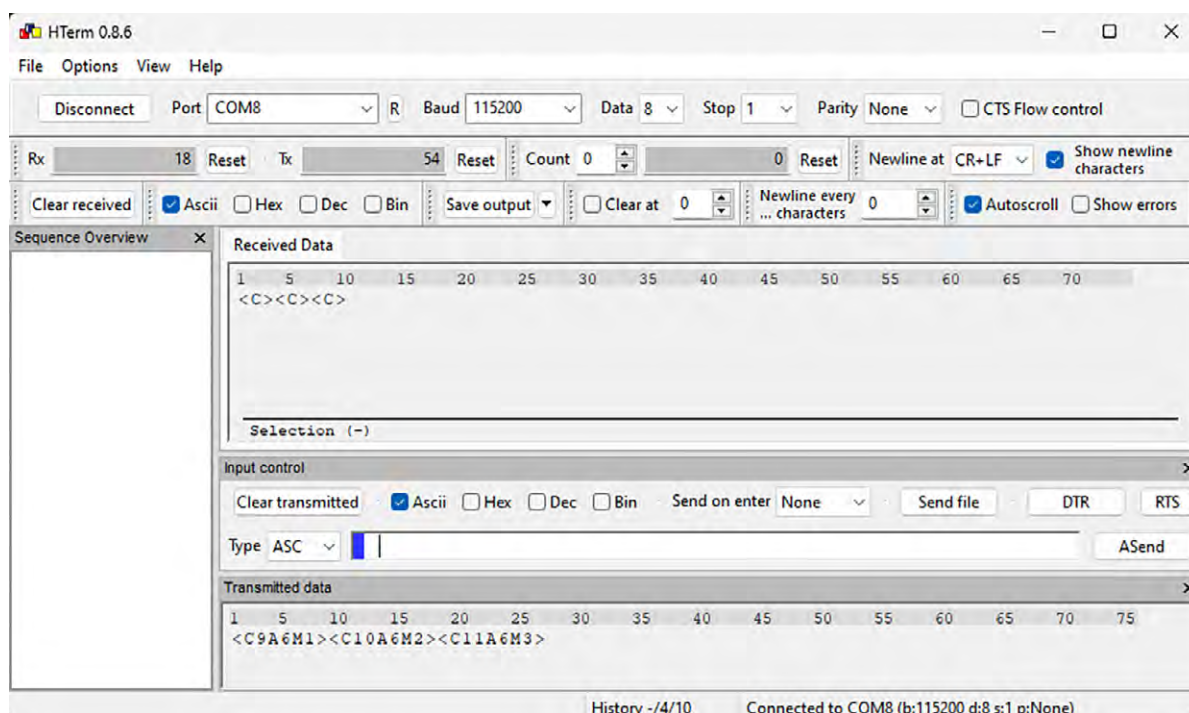 HTerm 0.8.6
File Options View Help
Disconnect Port COM8 R Baud 115200 Data 8 Stop 1 Parity None CTS Flow control
Rx 18 Reset Tx 54 Reset Count 0 0 Reset Newline at CR+LF Show newline characters
Clear received Ascii Hex Dec Bin Save output Clear at 0 Newline every ... characters 0 Autoscroll Show errors
Sequence Overview X
Received Data
1 5 10 15 20 25 30 35 40 45 50 55 60 65 70
<C><C><C>
Selection (-)
Input control
Clear transmitted Ascii Hex Dec Bin Send on enter None Send file DTR RTS
Type ASC ASend
Transmitted data
1 5 10 15 20 25 30 35 40 45 50 55 60 65 70 75
<C9A6M1><C10A6M2><C11A6M3>
History -/4/10 Connected to COM8 (b:115200 d:8 s:1 p:None)